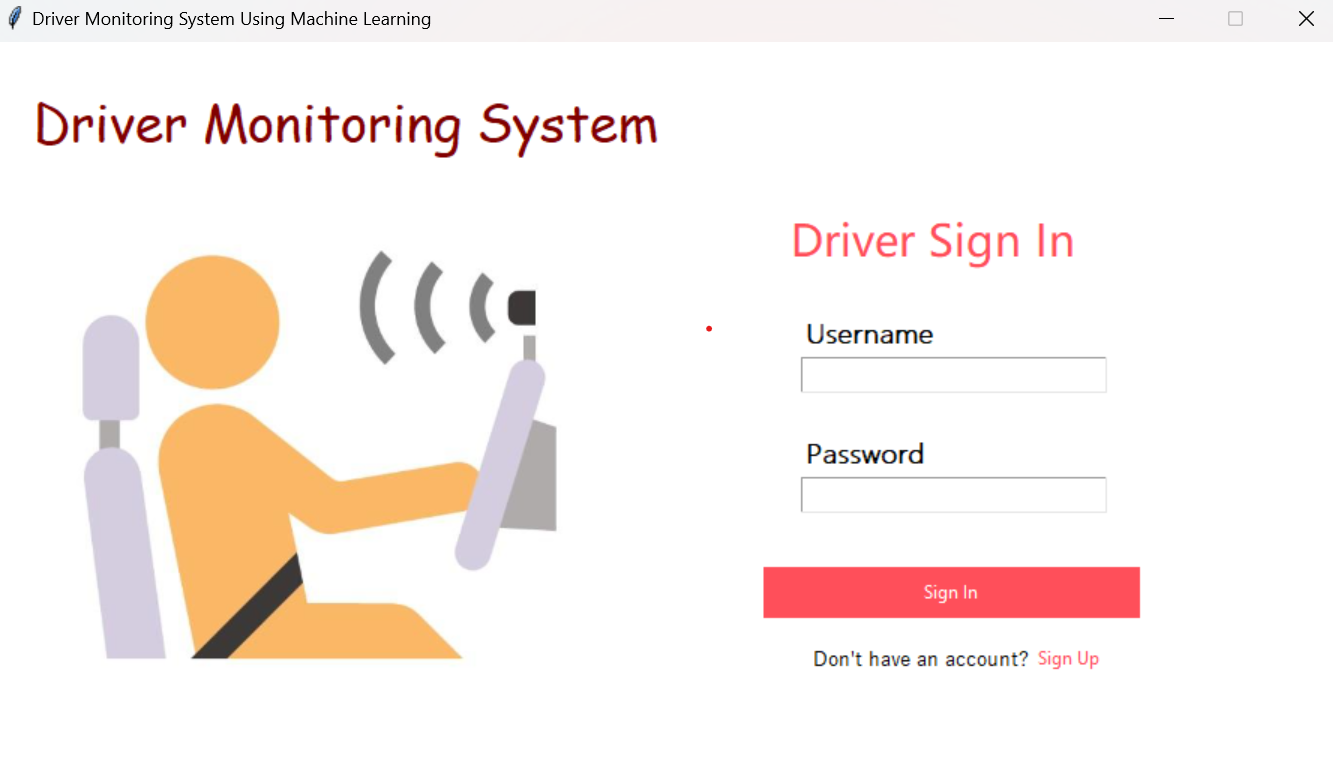 Driver Monitoring System Using Machine Learning
Driver Monitoring System
Driver Sign In
Username
Password
Sign In
Don't have an account? Sign Up